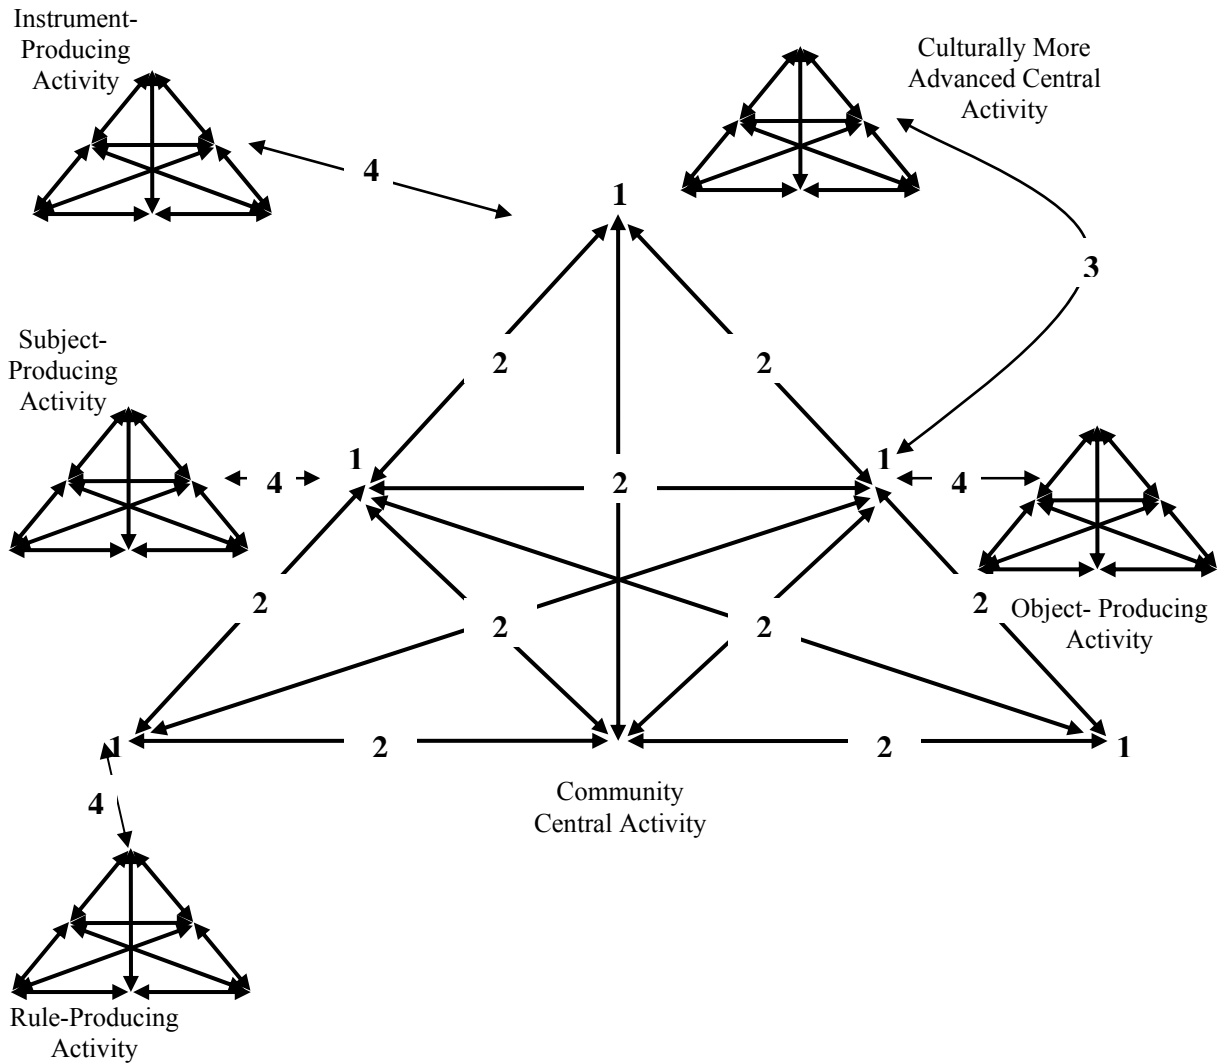 Instrument-
Producing
Activity
Culturally More
Advanced Central
Activity
4
1
3
Subject-
Producing
Activity
2
2
1
1
4
2
4
2
2
2
2
Object- Producing
Activity
1
2
2
1
Community
Central Activity
4
Rule-Producing
Activity